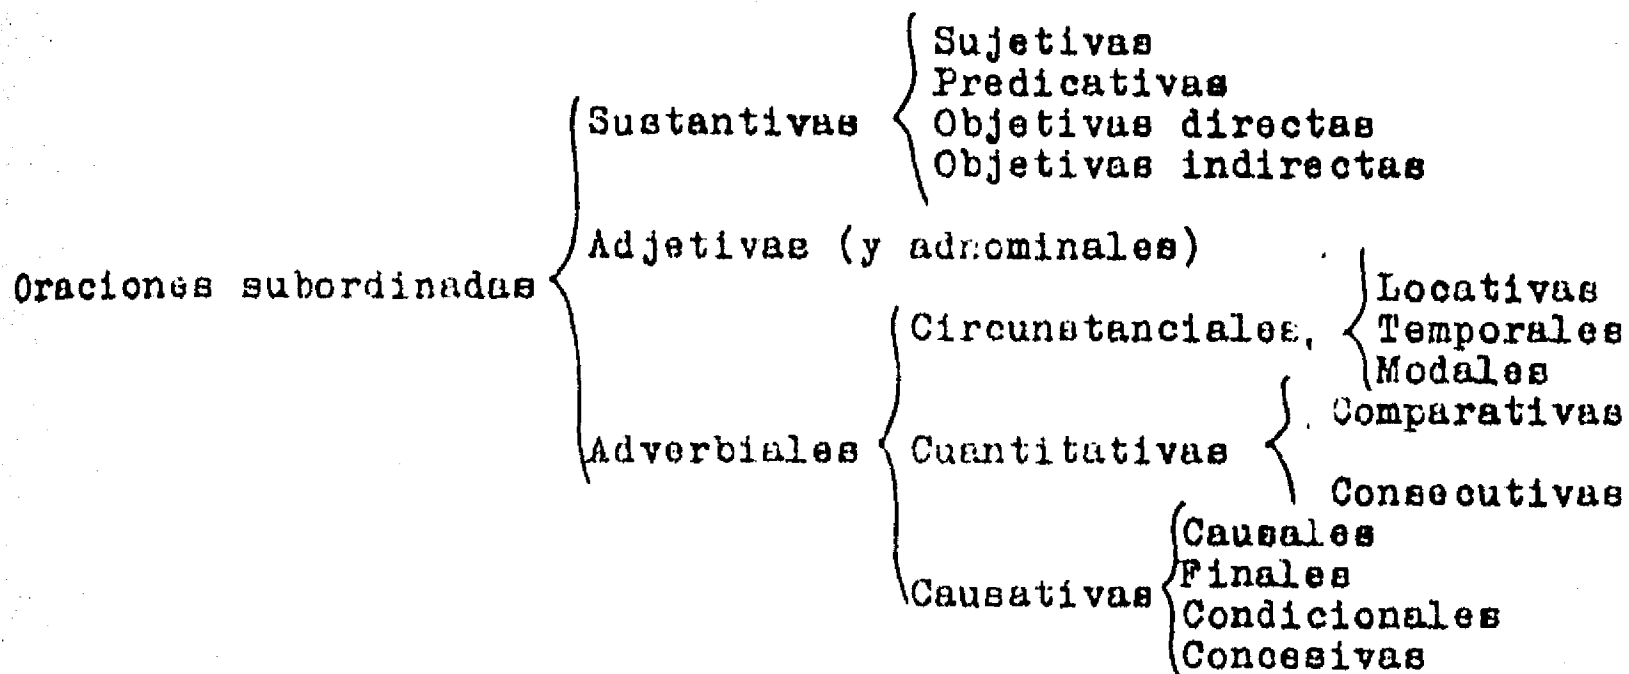 Sujetivas
Predicativas
Sustantivas
Objetivas directas
Objetivas indirectas
Adjetivas (y adnominales)
Oraciones subordinadas
Locativas
Circunstanciales,
Temporales
Modales
Comparativas
Adverbiales
Cuantitativas
Consecutivas
Causales
Finales
Causativas
Condicionales
Concesivas